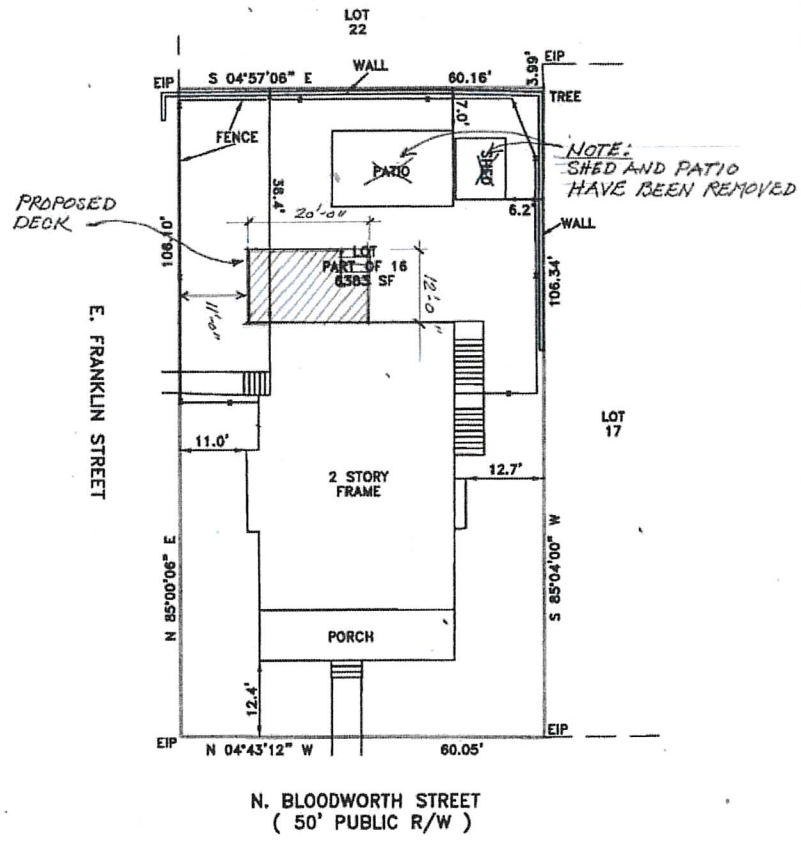 LOT
22
WALL
EIP
S 04°57'06" E
60.16'
3.99'
EIP
TREE
FENCE
7.0'
PATIO
SHED
NOTE:
SHED AND PATIO
HAVE BEEN REMOVED
PROPOSED
DECK
38.4'
20'-0"
6.2'
WALL
106.10'
LOT
PART OF 16
6383 SF
12'-0"
106.34'
11'-0"
E. FRANKLIN STREET
LOT
17
11.0'
2 STORY
FRAME
12.7'
N 85°00'06" E
S 85°04'00" W
PORCH
12.4'
EIP
N 04°43'12" W
60.05'
EIP
N. BLOODWORTH STREET
( 50' PUBLIC R/W )